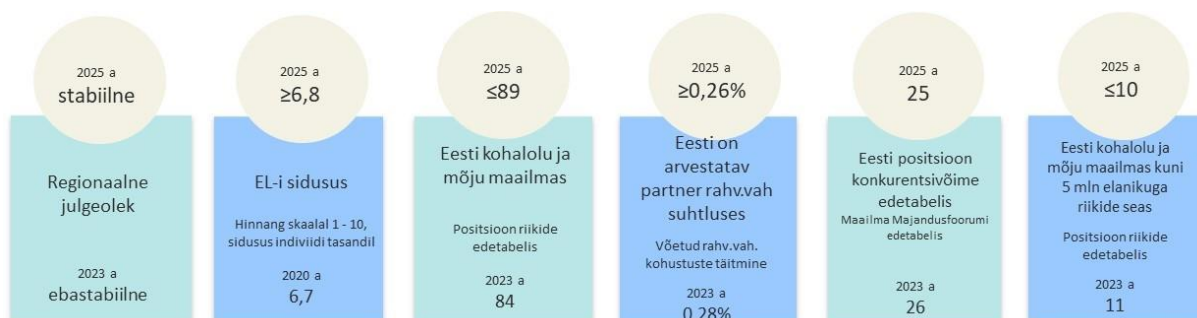 2025 a
stabiilne
Regionaalne
julgeolek
2023 a
ebastabiilne
2025 a
≥6,8
EL-i sidusus
Hinnang skaalal 1 - 10,
sidusus indiviidi tasandil
2020 a
6,7
2025 a
≤89
Eesti kohalolu ja
mõju maailmas
Positsioon riikide
edetabelis
2023 a
84
2025 a
≥0,26%
Eesti on
arvestatav
partner rahv.vah
suhtluses
Võetud rahv.vah.
kohustuste täitmine
2023 a
0,28%
2025 a
25
Eesti positsioon
konkurentsivõime
edetabelis
Maailma Majandusfoorumi
edetabelis
2023 a
26
2025 a
≤10
Eesti kohalolu ja
mõju maailmas kuni
5 mln elanikuga
riikide seas
Positsioon riikide
edetabelis
2023 a
11